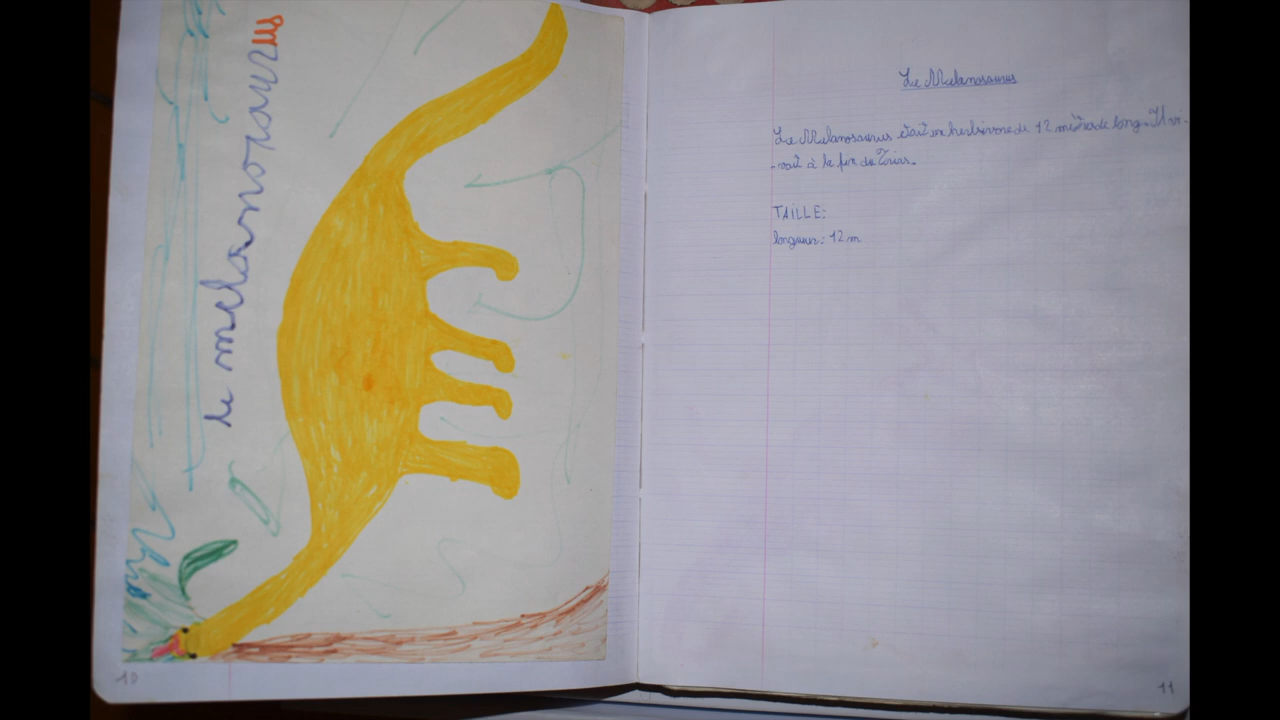 le melanosaurus
10
Le Melanosaurus
Le Melanosaurus était un herbivore de 12 mètres de long. Il vi-
-vait à la fin du Trias.
TAILLE:
longueur: 12 m
11